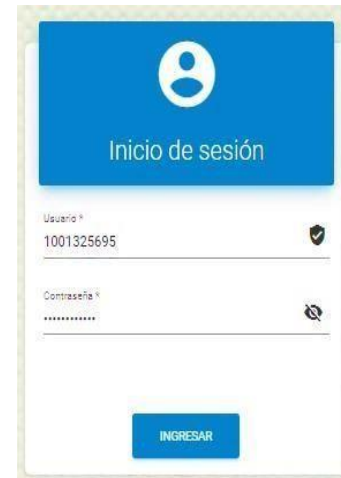 Inicio de sesión
Usuario *
1001325695
Contraseña *
............
INGRESAR